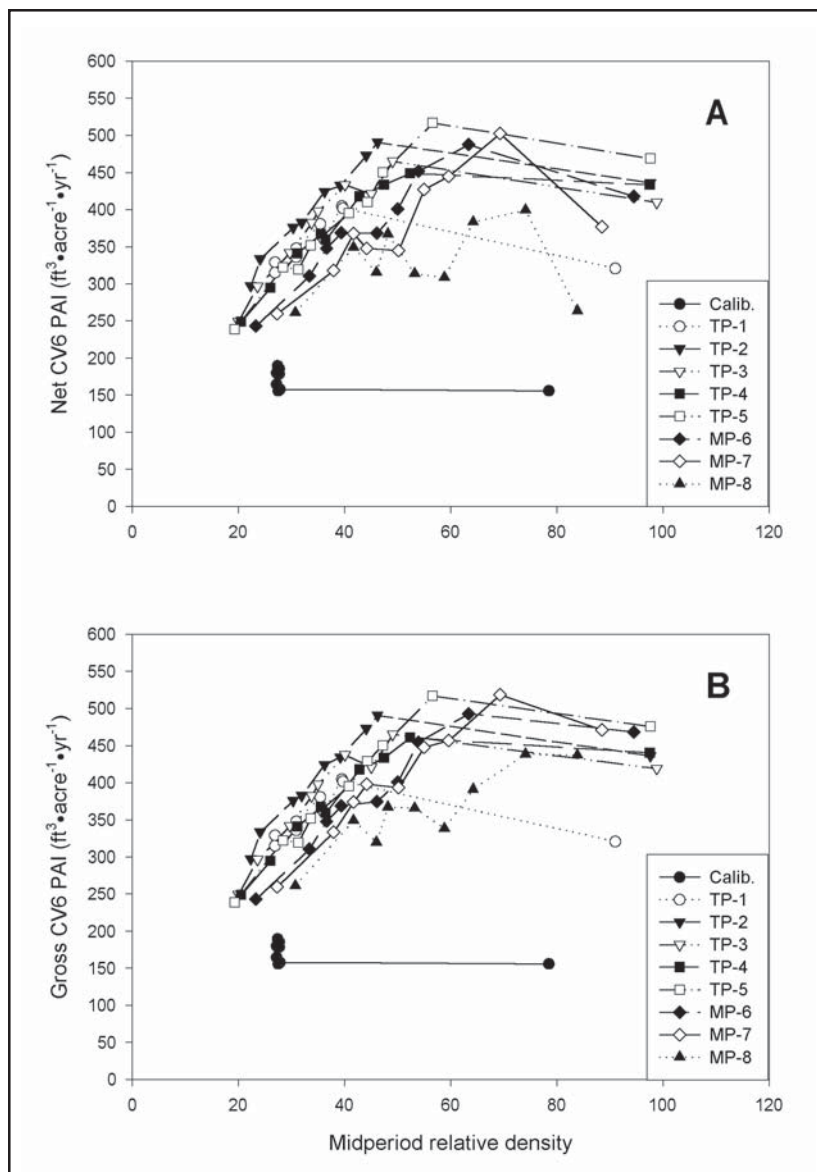 A
Net CV6 PAI (ft³•acre⁻¹•yr⁻¹)
600
550
500
450
400
350
300
250
200
150
100
50
0
0 20 40 60 80 100 120
Calib.
TP-1
TP-2
TP-3
TP-4
TP-5
MP-6
MP-7
MP-8
B
Gross CV6 PAI (ft³•acre⁻¹•yr⁻¹)
600
550
500
450
400
350
300
250
200
150
100
50
0
0 20 40 60 80 100 120
Calib.
TP-1
TP-2
TP-3
TP-4
TP-5
MP-6
MP-7
MP-8
Midperiod relative density